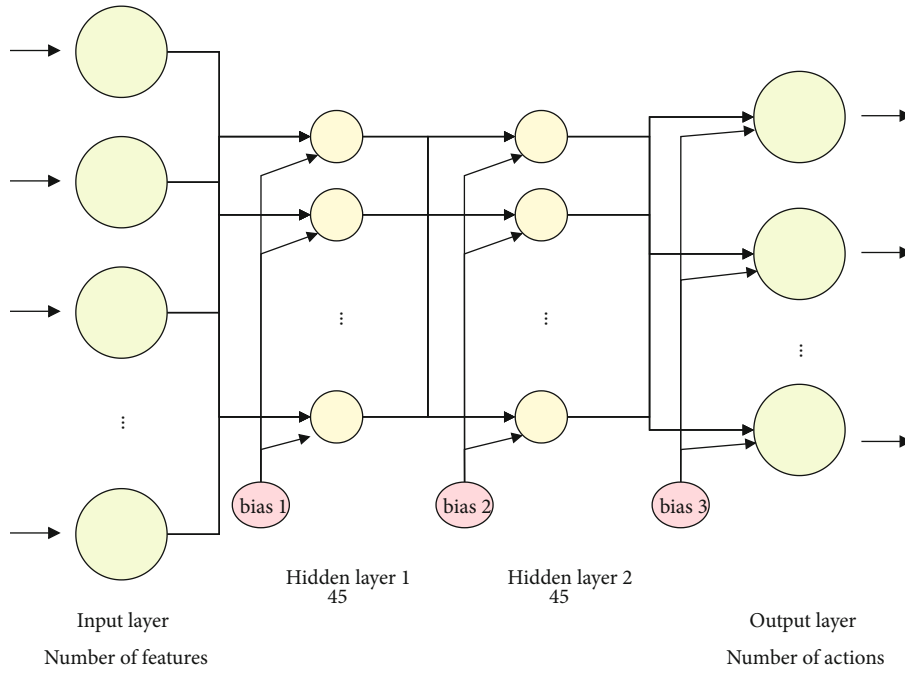 bias 1
bias 2
bias 3
Hidden layer 1
45
Hidden layer 2
45
Input layer
Number of features
Output layer
Number of actions